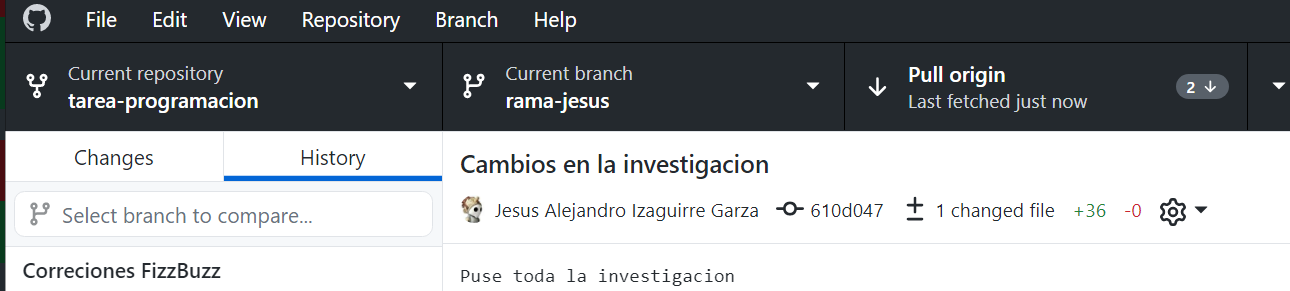 File Edit View Repository Branch Help
Current repository
tarea-programacion
Current branch
rama-jesus
Pull origin
Last fetched just now
2
Changes
History
Select branch to compare...
Correciones FizzBuzz
Cambios en la investigacion
Jesus Alejandro Izaguirre Garza 610d047 1 changed file +36 -0
Puse toda la investigacion